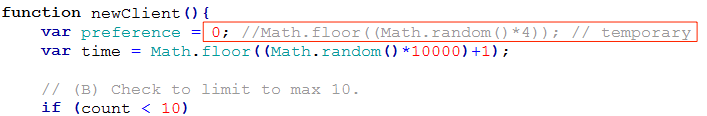 function newClient(){
var preference = 0; //Math.floor((Math.random()*4)); // temporary
var time = Math.floor((Math.random()*10000)+1);
// (B) Check to limit to max 10.
if (count < 10)